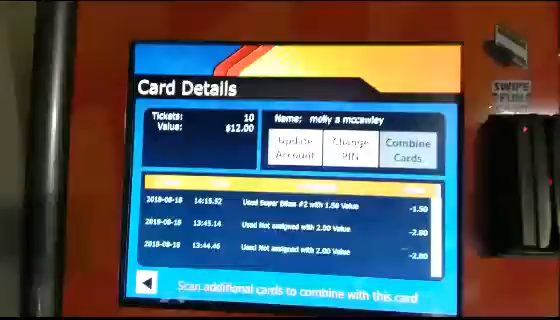 Card Details
Tickets: 10
Value: $12.00
Name: molly a mccawley
Update Account
Change PIN
Combine Cards
2018-08-18 14:15.52 Used Super Bikes #2 with 1.50 Value -1.50
2018-08-18 13:45.14 Used Not assigned with 2.00 Value -2.00
2018-08-18 13:44.46 Used Not assigned with 2.00 Value -2.00
Scan additional cards to combine with this card
SWIPE